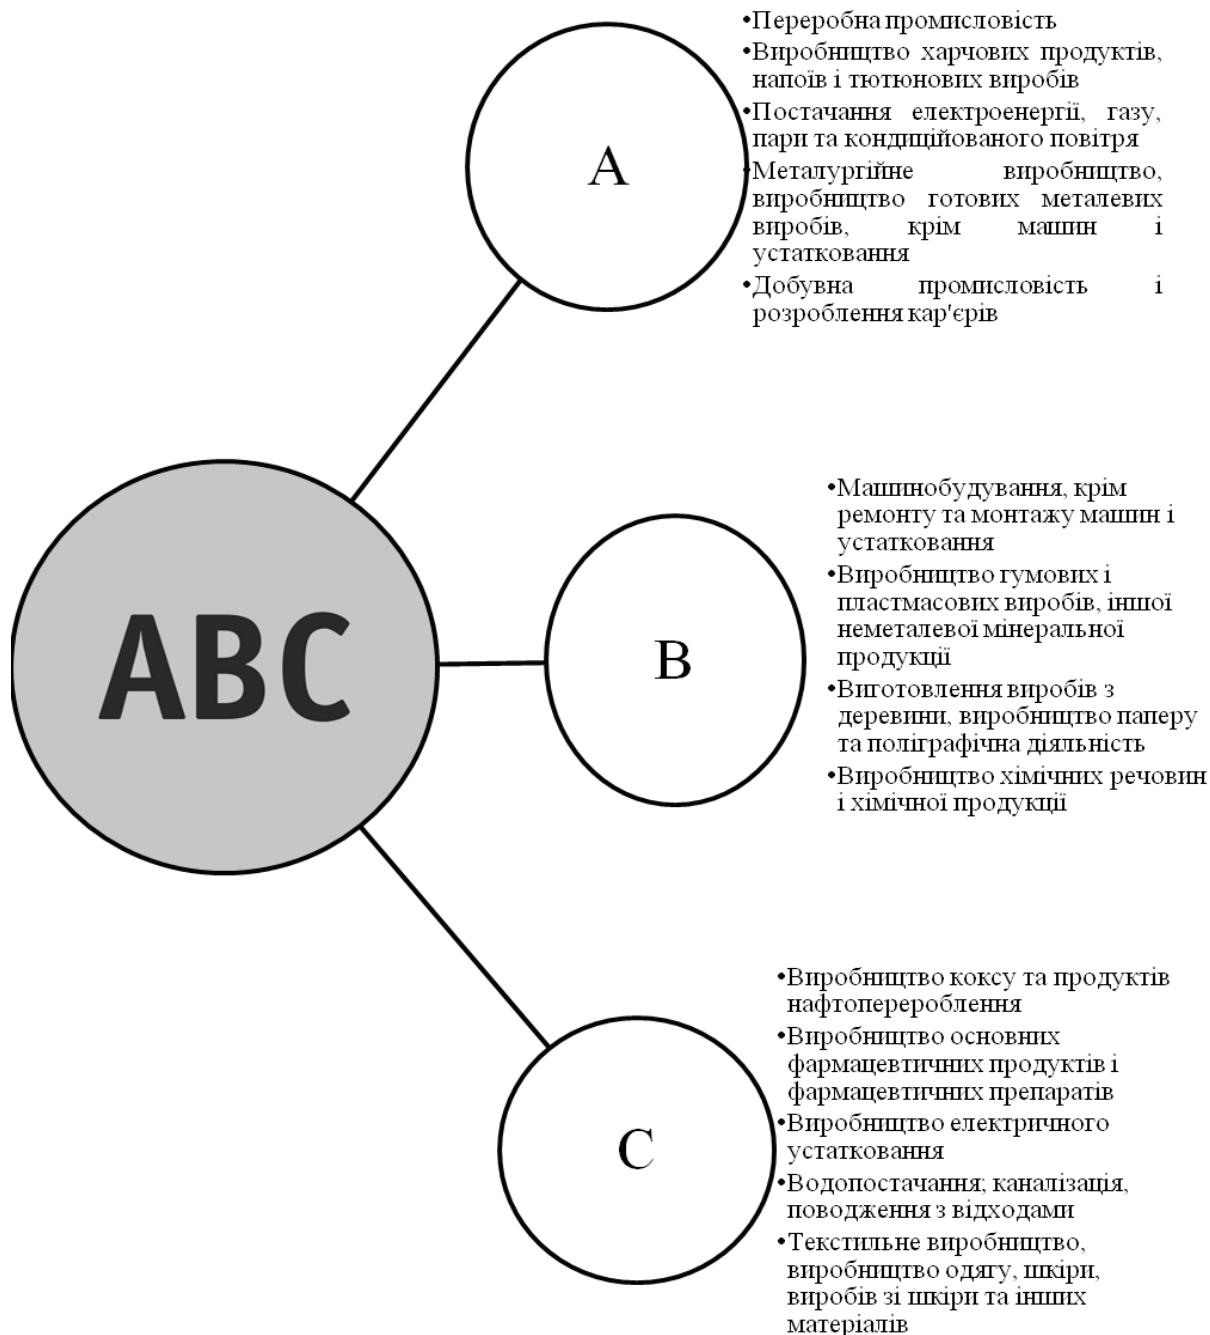 •Переробна промисловість
•Виробництво харчових продуктів,
напоїв і тютюнових виробів
•Постачання електроенергії, газу,
пари та кондиційованого повітря
•Металургійне виробництво,
виробництво готових металевих
виробів, крім машин і
устатковання
•Добувна промисловість і
розроблення кар'єрів
A
•Машинобудування, крім
ремонту та монтажу машин і
устатковання
•Виробництво гумових і
пластмасових виробів, іншої
неметалевої мінеральної
продукції
•Виготовлення виробів з
деревини, виробництво паперу
та поліграфічна діяльність
•Виробництво хімічних речовин
і хімічної продукції
B
ABC
•Виробництво коксу та продуктів
нафтоперероблення
•Виробництво основних
фармацевтичних продуктів і
фармацевтичних препаратів
•Виробництво електричного
устатковання
•Водопостачання; каналізація,
поводження з відходами
•Текстильне виробництво,
виробництво одягу, шкіри,
виробів зі шкіри та інших
матеріалів
C